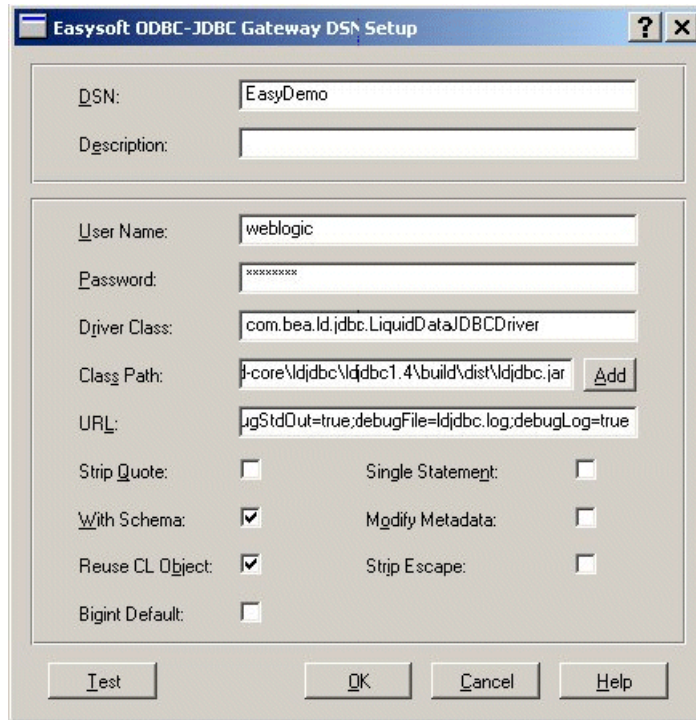 Easysoft ODBC-JDBC Gateway DSN Setup
DSN: EasyDemo
Description:
User Name: weblogic
Password: ********
Driver Class: com.bea.ld.jdbc.LiquidDataJDBCDriver
Class Path: d-core\ldjdbc\ldjdbc1.4\build\dist\ldjdbc.jar Add
URL: ugStdOut=true;debugFile=ldjdbc.log;debugLog=true
Strip Quote: Single Statement:
With Schema: Modify Metadata:
Reuse CL Object: Strip Escape:
Bigint Default:
Test OK Cancel Help